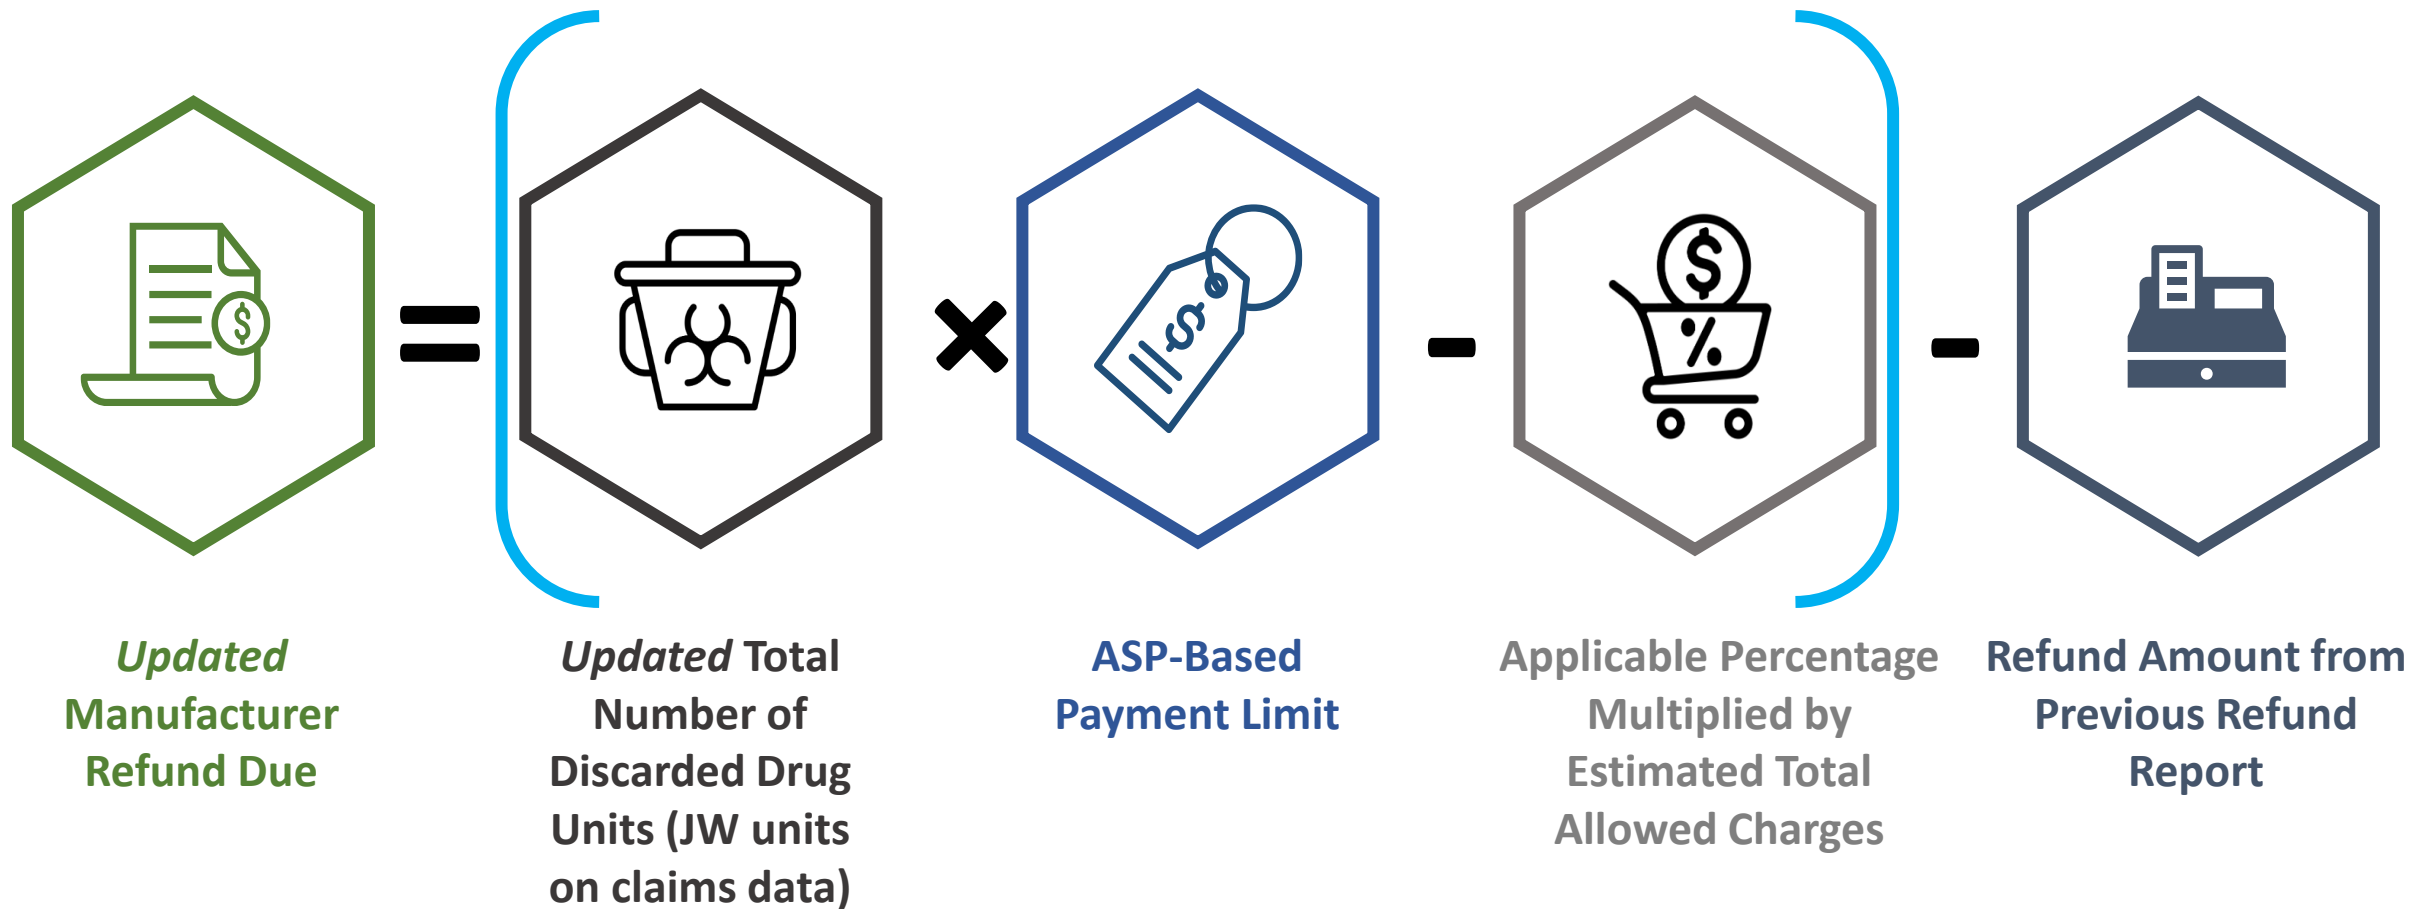 Updated
Manufacturer
Refund Due
=
Updated Total
Number of
Discarded Drug
Units (JW units
on claims data)
×
ASP-Based
Payment Limit
$
-
Applicable Percentage
Multiplied by
Estimated Total
Allowed Charges
$
%
-
Refund Amount from
Previous Refund
Report
$